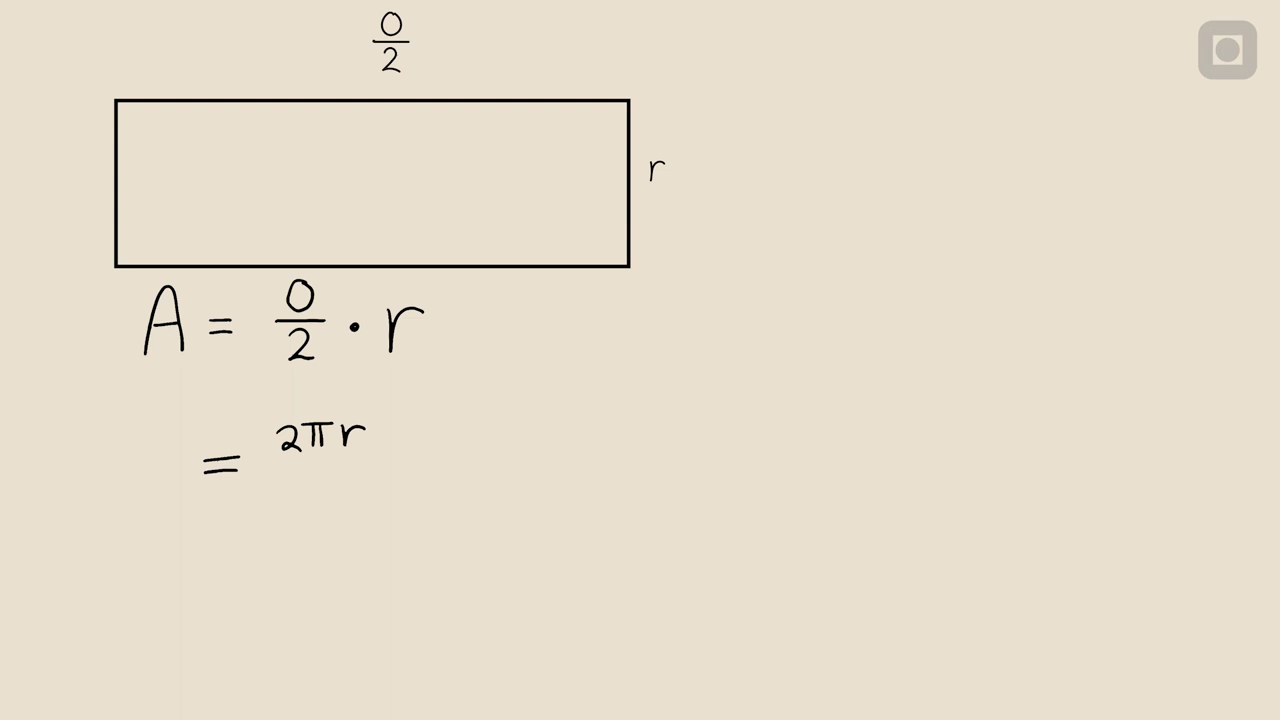 O
2
r
A = O/2 · r
= 2πr